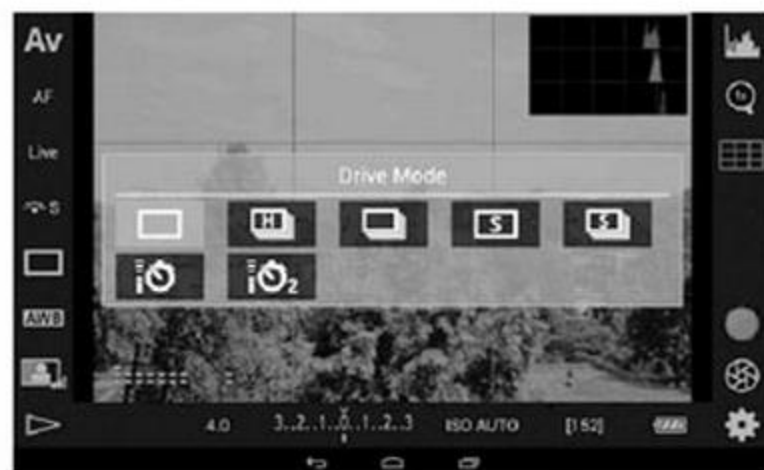 Av
AF
Live
S
AWB
Drive Mode
H
S
S
2
1x
4.0
3..2..1..0..1..2..3
ISO AUTO
[152]